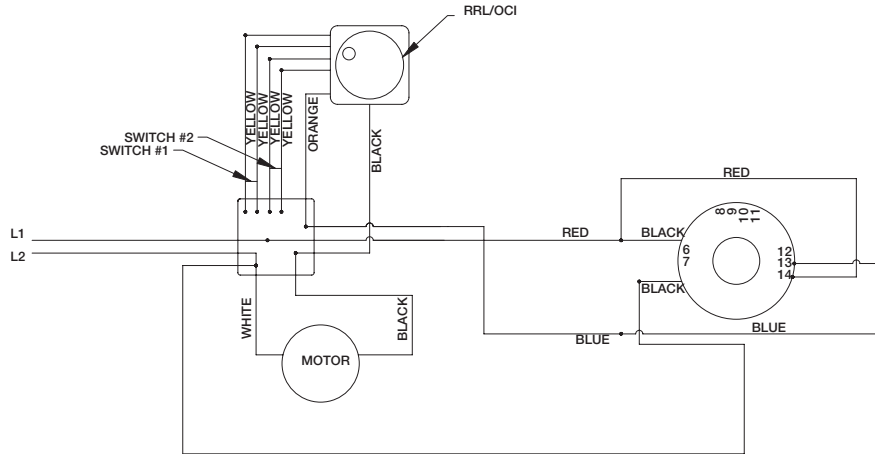 RRL/OCI
YELLOW
YELLOW
YELLOW
YELLOW
ORANGE
BLACK
SWITCH #2
SWITCH #1
RED
8
9
10
11
L1
RED
BLACK
6
7
12
13
14
L2
BLACK
WHITE
BLACK
BLUE
BLUE
MOTOR